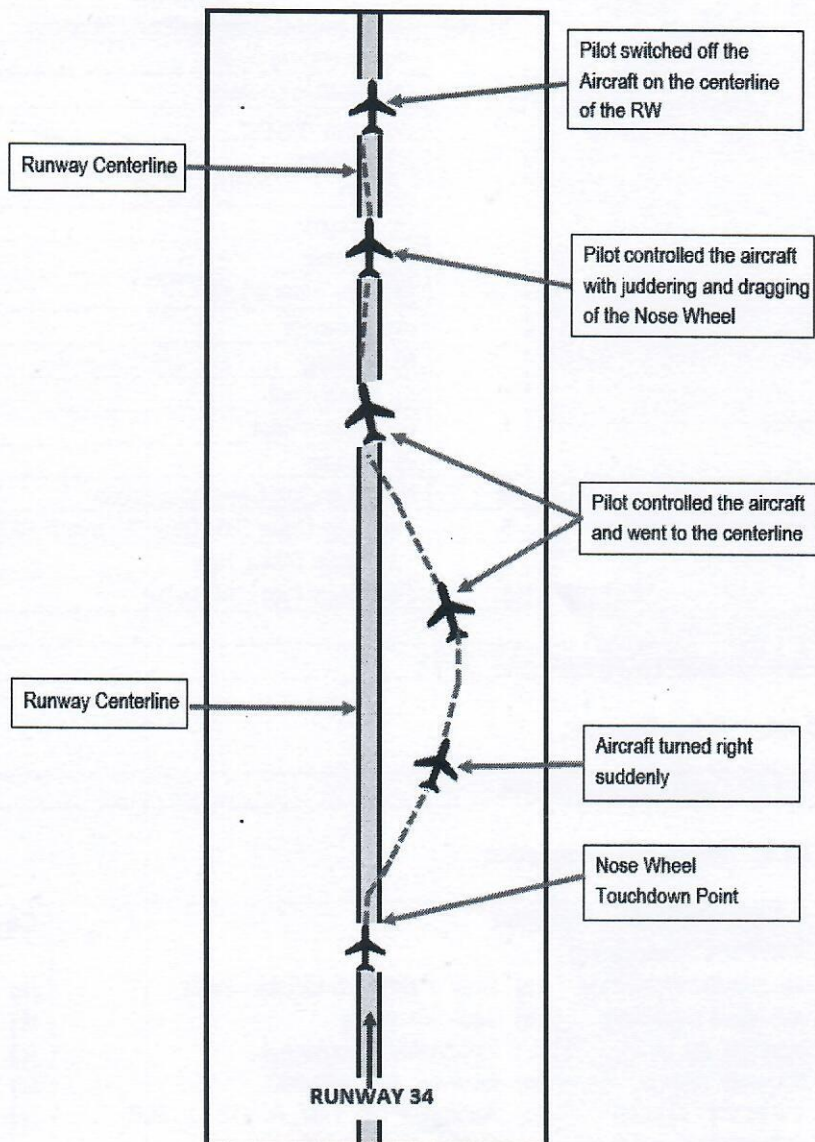 Pilot switched off the
Aircraft on the centerline
of the RW
Runway Centerline
Pilot controlled the aircraft
with juddering and dragging
of the Nose Wheel
Pilot controlled the aircraft
and went to the centerline
Runway Centerline
Aircraft turned right
suddenly
Nose Wheel
Touchdown Point
RUNWAY 34